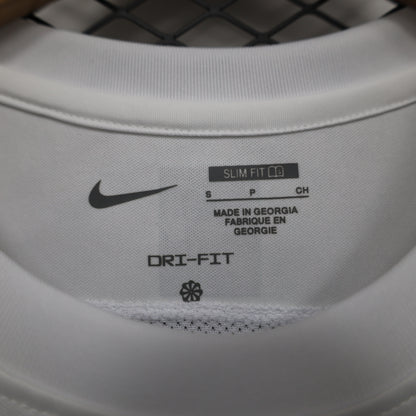 SLIM FIT
S P CH
MADE IN GEORGIA
FABRIQUE EN
GEORGIE
DRI-FIT